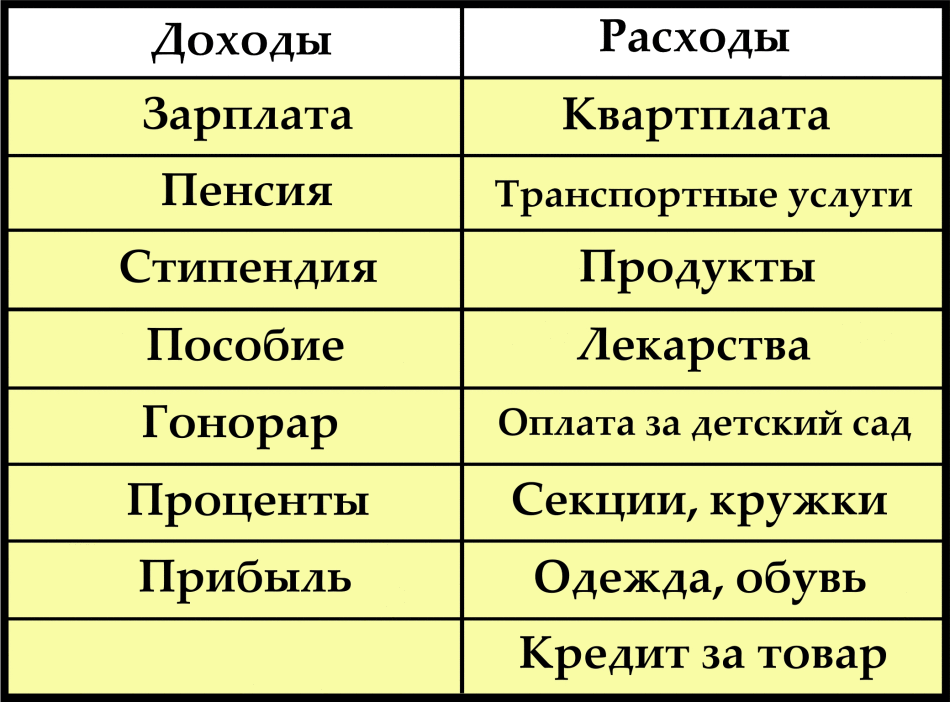 Доходы Расходы
Зарплата Квартплата
Пенсия Транспортные услуги
Стипендия Продукты
Пособие Лекарства
Гонорар Оплата за детский сад
Проценты Секции, кружки
Прибыль Одежда, обувь
Кредит за товар